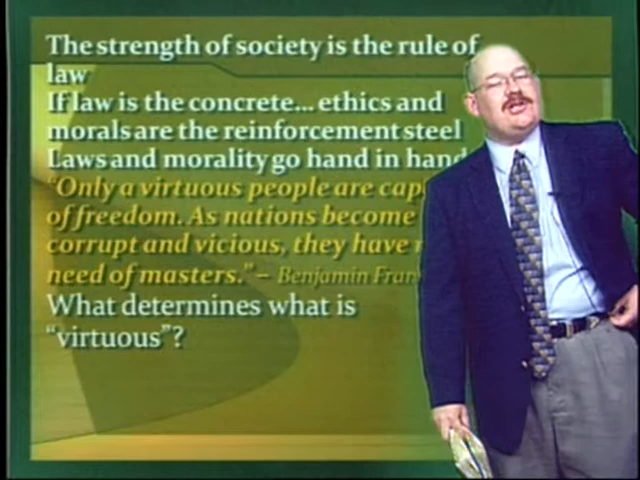 The strength of society is the rule of
law
If law is the concrete... ethics and
morals are the reinforcement steel
Laws and morality go hand in hand
"Only a virtuous people are
of freedom. As nations become
corrupt and vicious, they have
need of masters." – Benjamin
What determines what is
"virtuous"?